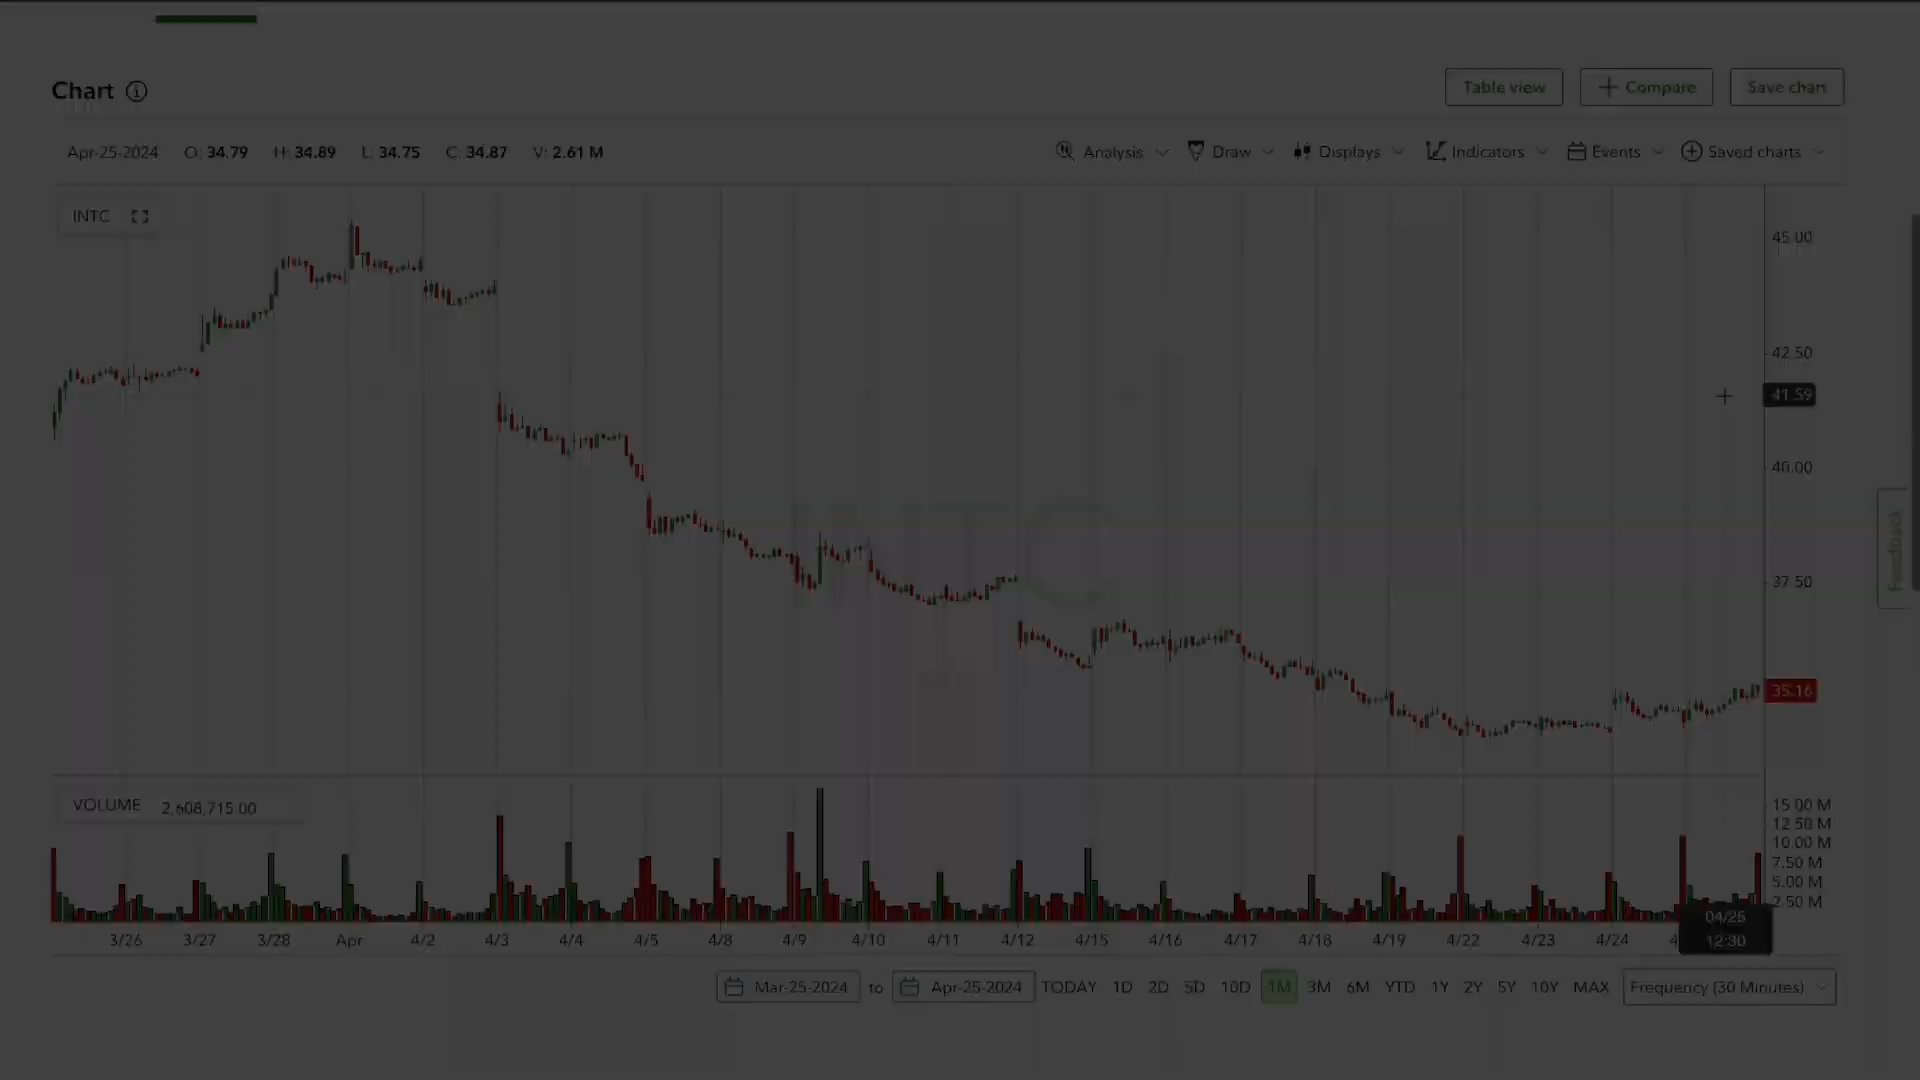 Chart
Table view
Compare
Save chart
Apr-25-2024 O: 34.79 H: 34.89 L: 34.75 C: 34.87 V: 2.61 M
Analysis Draw Displays Indicators Events Saved charts
INTC
45.00
42.50
41.59
40.00
INTC
Feedback
37.50
35.16
VOLUME 2,608,715.00
15.00 M
12.50 M
10.00 M
7.50 M
5.00 M
2.50 M
04/25
12:30
3/26 3/27 3/28 Apr 4/2 4/3 4/4 4/5 4/8 4/9 4/10 4/11 4/12 4/15 4/16 4/17 4/18 4/19 4/22 4/23 4/24
Mar-25-2024 to Apr-25-2024 TODAY 1D 2D 5D 10D 1M 3M 6M YTD 1Y 2Y 5Y 10Y MAX Frequency (30 Minutes)